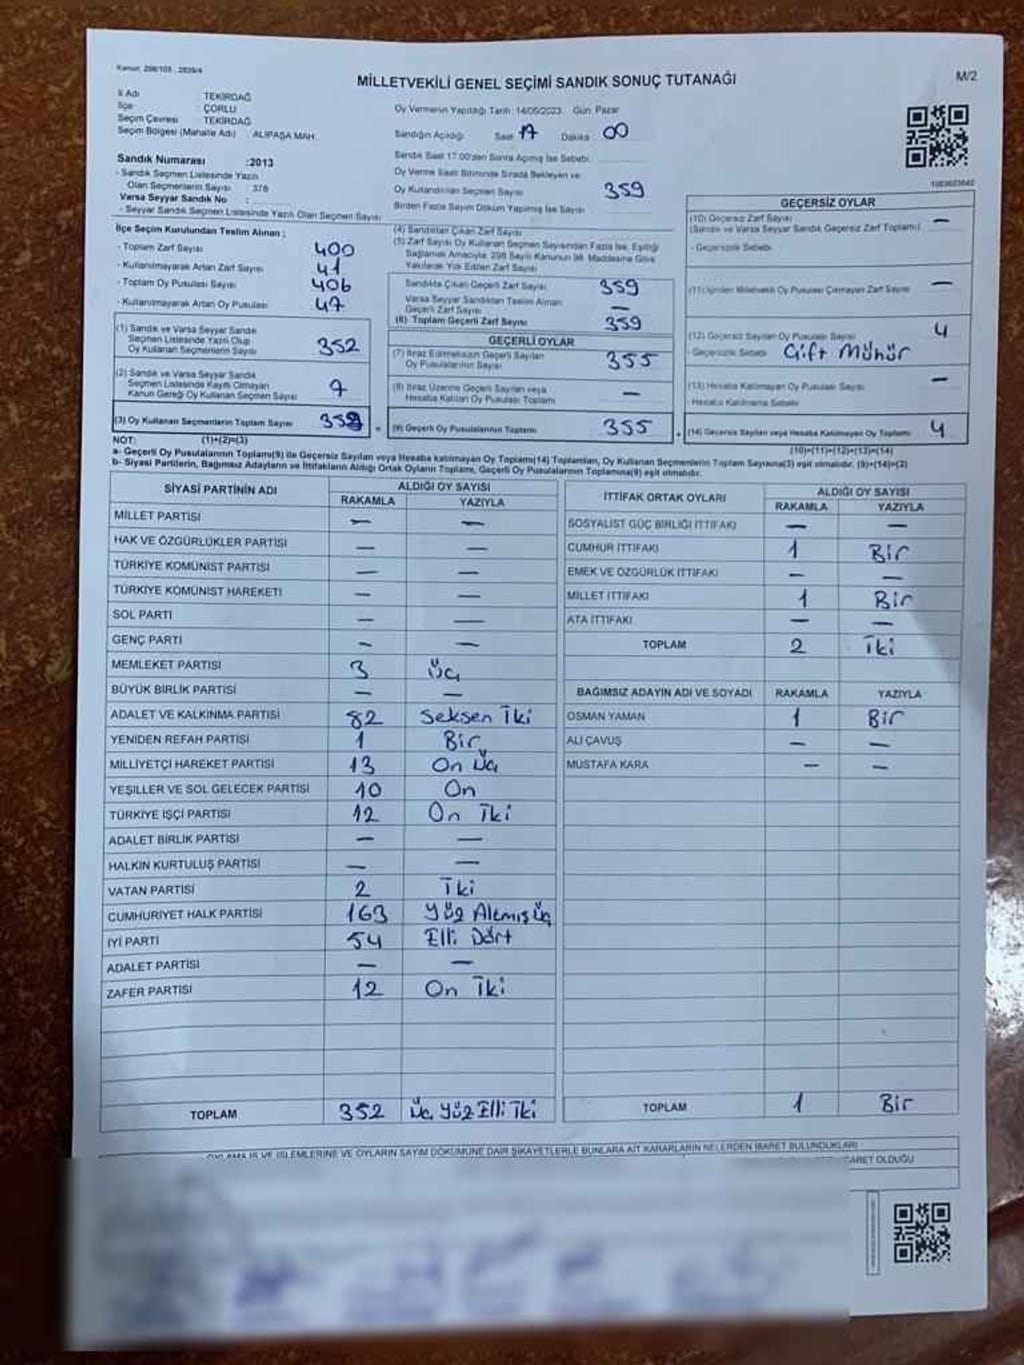 Kanun: 298/105 , 2839/4
MİLLETVEKİLİ GENEL SEÇİMİ SANDIK SONUÇ TUTANAĞI
M/2
İl Adı : TEKİRDAĞ
İlçe : ÇORLU
Seçim Çevresi : TEKİRDAĞ
Seçim Bölgesi (Mahalle Adı) : ALİPAŞA MAH.
Oy Vermenin Yapıldığı Tarih : 14/05/2023 Gün: Pazar
Sandığın Açıldığı Saat 17 Dakika 00
Sandık Numarası :2013
- Sandık Seçmen Listesinde Yazılı
Olan Seçmenlerin Sayısı : 376
Varsa Seyyar Sandık No :
- Seyyar Sandık Seçmen Listesinde Yazılı Olan Seçmen Sayısı
Sandık Saat 17:00'den Sonra Açılmış İse Sebebi
Oy Verme Saati Bitiminde Sırada Bekleyen ve
Oy Kullandırılan Seçmen Sayısı 359
Birden Fazla Sayım Döküm Yapılmış İse Sayısı
İlçe Seçim Kurulundan Teslim Alınan ;
- Toplam Zarf Sayısı 400
- Kullanılmayarak Artan Zarf Sayısı 41
- Toplam Oy Pusulası Sayısı 406
- Kullanılmayarak Artan Oy Pusulası 47
(1) Sandık ve Varsa Seyyar Sandık
Seçmen Listesinde Yazılı Olup
Oy Kullanan Seçmenlerin Sayısı 352
(2) Sandık ve Varsa Seyyar Sandık
Seçmen Listesinde Kayıtlı Olmayan
Kanun Gereği Oy Kullanan Seçmen Sayısı 7
(3) Oy Kullanan Seçmenlerin Toplam Sayısı 359
(4) Sandıktan Çıkan Zarf Sayısı
(5) Zarf Sayısı Oy Kullanan Seçmen Sayısından Fazla İse, Eşitliği
Sağlamak Amacıyla, 298 Sayılı Kanunun 98. Maddesine Göre
Yakılarak Yok Edilen Zarf Sayısı
Sandıkta Çıkan Geçerli Zarf Sayısı 359
Varsa Seyyar Sandıktan Teslim Alınan
Geçerli Zarf Sayısı —
(6) Toplam Geçerli Zarf Sayısı 359
GEÇERLİ OYLAR
(7) İtiraz Edilmeksizin Geçerli Sayılan
Oy Pusulalarının Sayısı 355
(8) İtiraz Üzerine Geçerli Sayılan veya
Hesaba Katılan Oy Pusulası Toplamı —
= (9) Geçerli Oy Pusulalarının Toplamı 355
1083623642
GEÇERSİZ OYLAR
(10) Geçersiz Zarf Sayısı —
(Sandık ve Varsa Seyyar Sandık Geçersiz Zarf Toplamı)
- Geçersizlik Sebebi
(11) İçinden Milletvekili Oy Pusulası Çıkmayan Zarf Sayısı —
(12) Geçersiz Sayılan Oy Pusulası Sayısı 4
- Geçersizlik Sebebi Çift Mühür
(13) Hesaba Katılmayan Oy Pusulası Sayısı —
- Hesaba Katılmama Sebebi
+ (14) Geçersiz Sayılan veya Hesaba Katılmayan Oy Toplamı 4
NOT: (1)+(2)=(3)
(10)+(11)+(12)+(13)=(14)
a- Geçerli Oy Pusulalarının Toplamı(9) ile Geçersiz Sayılan veya Hesaba katılmayan Oy Toplamı(14) Toplamları, Oy Kullanan Seçmenlerin Toplam Sayısına(3) eşit olmalıdır. (9)+(14)=(3)
b- Siyasi Partilerin, Bağımsız Adayların ve İttifakların Aldığı Ortak Oyların Toplamı, Geçerli Oy Pusulalarının Toplamına(9) eşit olmalıdır.
SİYASİ PARTİNİN ADI ALDIĞI OY SAYISI
RAKAMLA YAZIYLA
MİLLET PARTİSİ — —
HAK VE ÖZGÜRLÜKLER PARTİSİ — —
TÜRKİYE KOMÜNİST PARTİSİ — —
TÜRKİYE KOMÜNİST HAREKETİ — —
SOL PARTİ — —
GENÇ PARTİ — —
MEMLEKET PARTİSİ 3 Üç
BÜYÜK BİRLİK PARTİSİ — —
ADALET VE KALKINMA PARTİSİ 82 Seksen İki
YENİDEN REFAH PARTİSİ 1 Bir
MİLLİYETÇİ HAREKET PARTİSİ 13 On Üç
YEŞİLLER VE SOL GELECEK PARTİSİ 10 On
TÜRKİYE İŞÇİ PARTİSİ 12 On İki
ADALET BİRLİK PARTİSİ — —
HALKIN KURTULUŞ PARTİSİ — —
VATAN PARTİSİ 2 İki
CUMHURİYET HALK PARTİSİ 163 Yüz Altmış üç
İYİ PARTİ 54 Elli Dört
ADALET PARTİSİ — —
ZAFER PARTİSİ 12 On İki
TOPLAM 352 Üç Yüz Elli İki
İTTİFAK ORTAK OYLARI ALDIĞI OY SAYISI
RAKAMLA YAZIYLA
SOSYALİST GÜÇ BİRLİĞİ İTTİFAKI — —
CUMHUR İTTİFAKI 1 Bir
EMEK VE ÖZGÜRLÜK İTTİFAKI — —
MİLLET İTTİFAKI 1 Bir
ATA İTTİFAKI — —
TOPLAM 2 İki
BAĞIMSIZ ADAYIN ADI VE SOYADI RAKAMLA YAZIYLA
OSMAN YAMAN 1 Bir
ALİ ÇAVUŞ — —
MUSTAFA KARA — —
TOPLAM 1 Bir
OYLAMA İŞ VE İŞLEMLERİNE VE OYLARIN SAYIM DÖKÜMÜNE DAİR ŞİKAYETLERLE BUNLARA AİT KARARLARIN NELERDEN İBARET BULUNDUKLARI
OLDUĞU